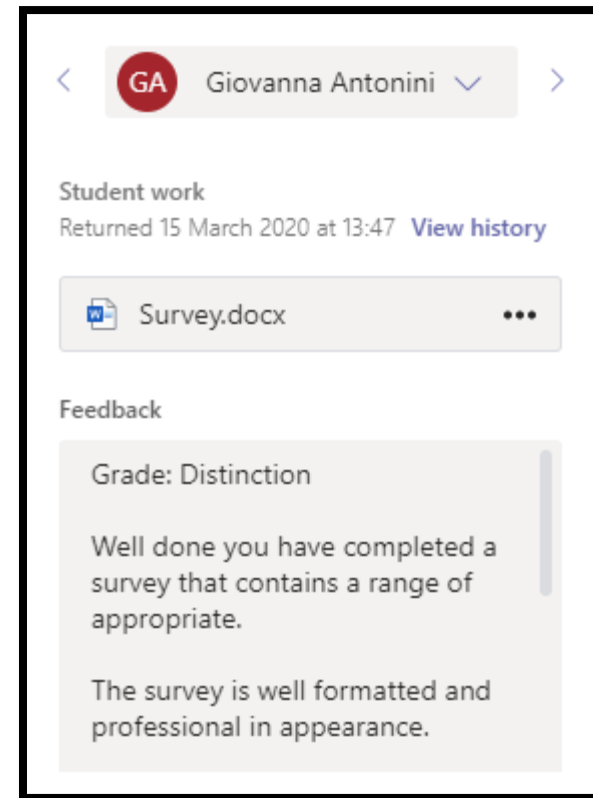 GA Giovanna Antonini
Student work
Returned 15 March 2020 at 13:47 View history
Survey.docx
Feedback
Grade: Distinction
Well done you have completed a
survey that contains a range of
appropriate.
The survey is well formatted and
professional in appearance.